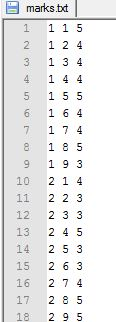 marks.txt
1 1 1 5
2 1 2 4
3 1 3 4
4 1 4 4
5 1 5 5
6 1 6 4
7 1 7 4
8 1 8 5
9 1 9 3
10 2 1 4
11 2 2 3
12 2 3 3
13 2 4 5
14 2 5 3
15 2 6 3
16 2 7 4
17 2 8 5
18 2 9 5